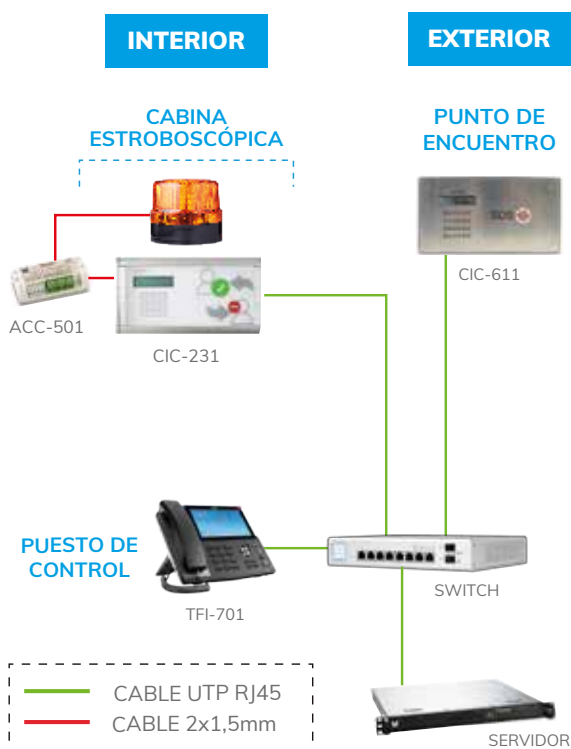 INTERIOR
EXTERIOR
CABINA
ESTROBOSCÓPICA
PUNTO DE
ENCUENTRO
SOS
CIC-611
ACC-501
CIC-231
PUESTO DE
CONTROL
TFI-701
SWITCH
CABLE UTP RJ45
CABLE 2x1,5mm
SERVIDOR